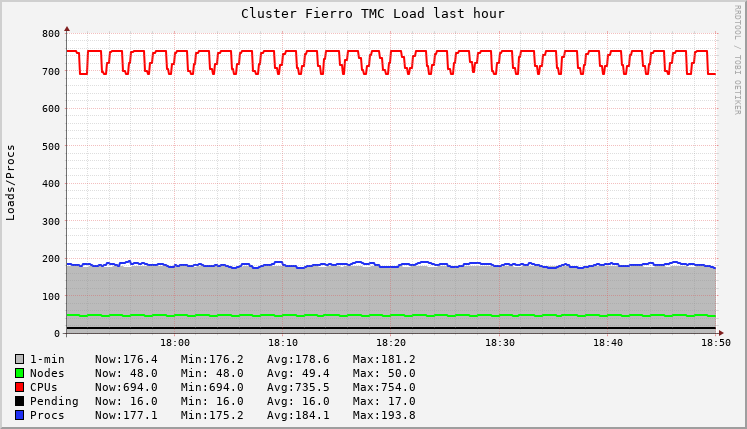 Cluster Fierro TMC Load last hour
RRDTOOL / TOBI OETIKER
Loads/Procs
800
700
600
500
400
300
200
100
0
18:00 18:10 18:20 18:30 18:40 18:50
1-min Now:176.4 Min:176.2 Avg:178.6 Max:181.2
Nodes Now: 48.0 Min: 48.0 Avg: 49.4 Max: 50.0
CPUs Now:694.0 Min:694.0 Avg:735.5 Max:754.0
Pending Now: 16.0 Min: 16.0 Avg: 16.0 Max: 17.0
Procs Now:177.1 Min:175.2 Avg:184.1 Max:193.8